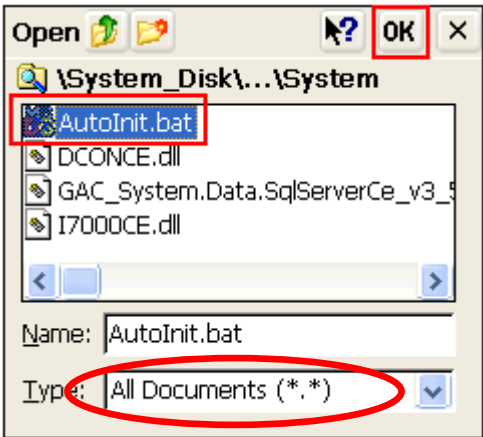 Open ? OK ×
\System_Disk\...\System
AutoInit.bat
DCONCE.dll
GAC_System.Data.SqlServerCe_v3_5
I7000CE.dll
Name: AutoInit.bat
Type: All Documents (*.*)